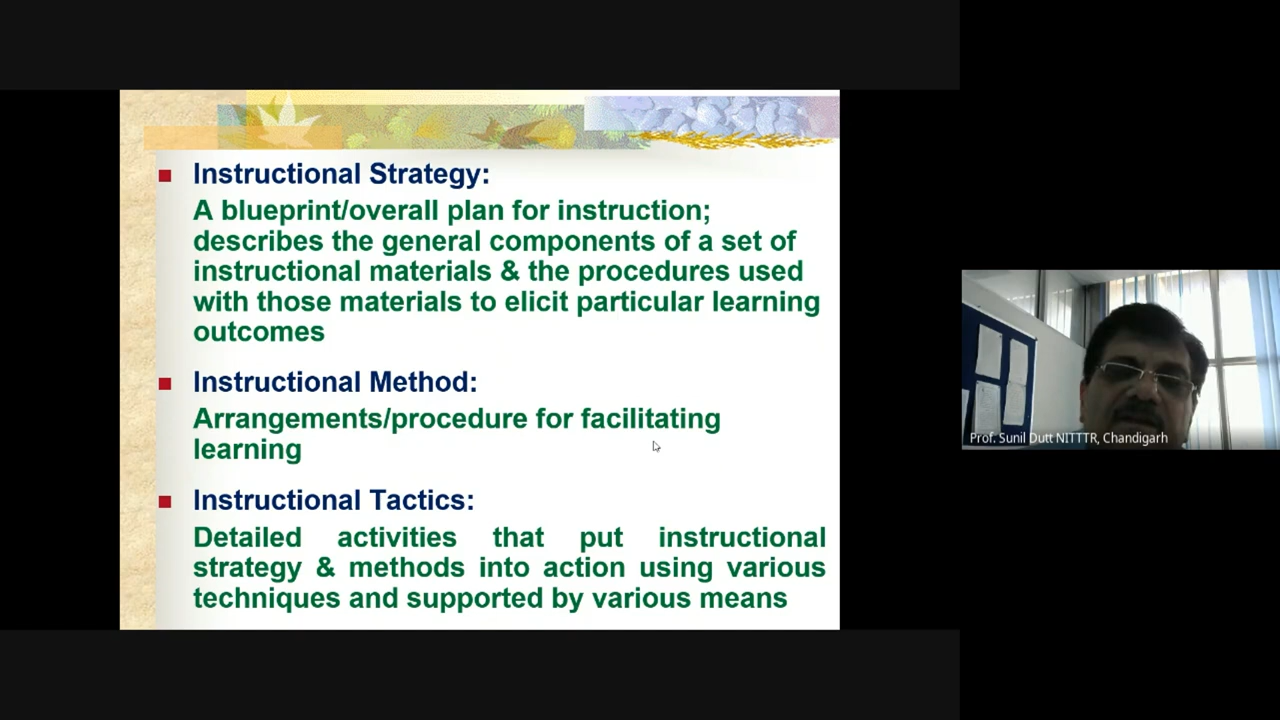 Instructional Strategy:
A blueprint/overall plan for instruction;
describes the general components of a set of
instructional materials & the procedures used
with those materials to elicit particular learning
outcomes
Instructional Method:
Arrangements/procedure for facilitating
learning
Instructional Tactics:
Detailed activities that put instructional
strategy & methods into action using various
techniques and supported by various means
Prof. Sunil Dutt NITTTR, Chandigarh